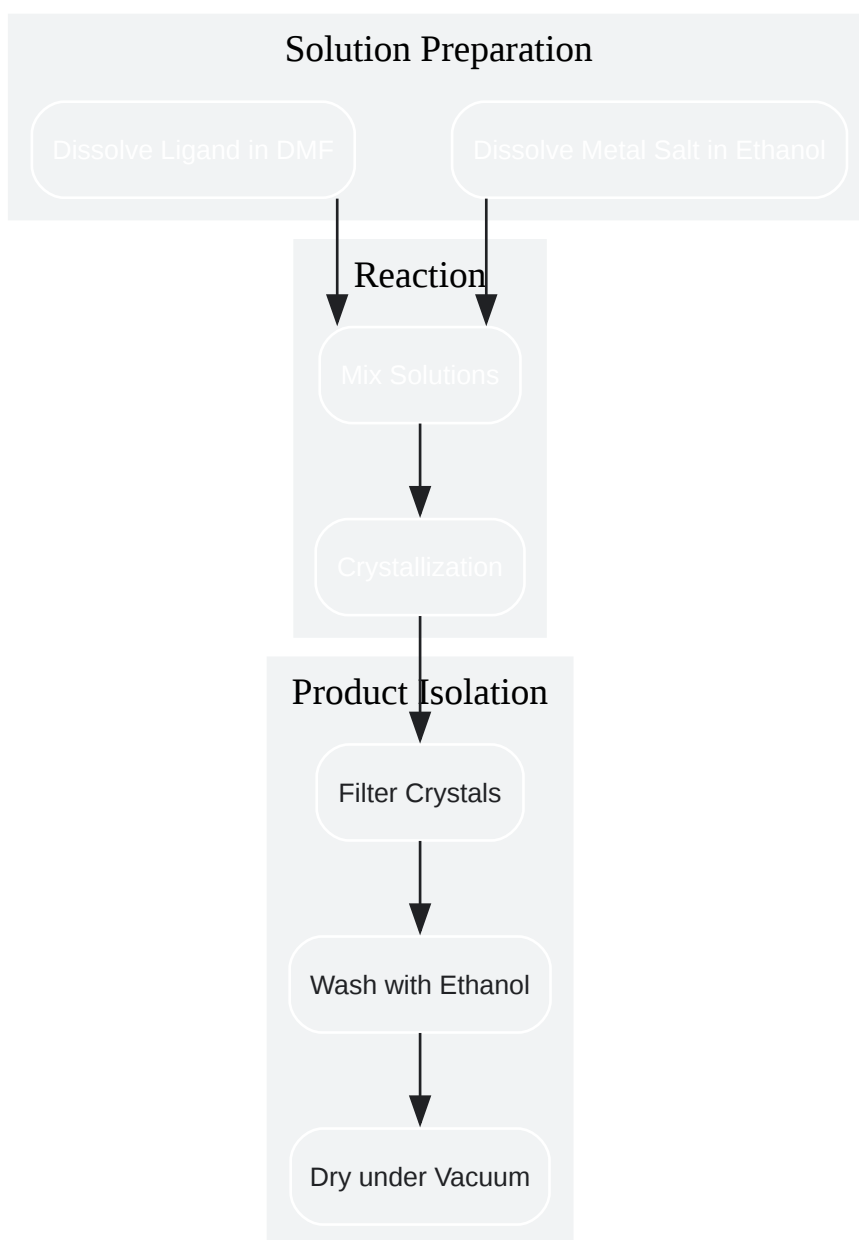 Solution Preparation
Dissolve Ligand in DMF
Dissolve Metal Salt in Ethanol
Reaction
Mix Solutions
Crystallization
Product Isolation
Filter Crystals
Wash with Ethanol
Dry under Vacuum